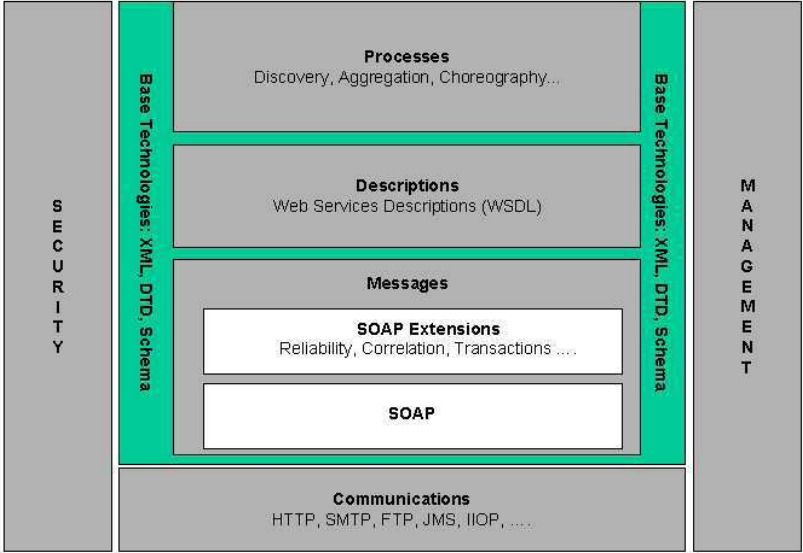 SECURITY
Base Technologies: XML, DTD, Schema
Processes
Discovery, Aggregation, Choreography...
Descriptions
Web Services Descriptions (WSDL)
Messages
SOAP Extensions
Reliability, Correlation, Transactions ….
SOAP
Base Technologies: XML, DTD, Schema
MANAGEMENT
Communications
HTTP, SMTP, FTP, JMS, IIOP, ….